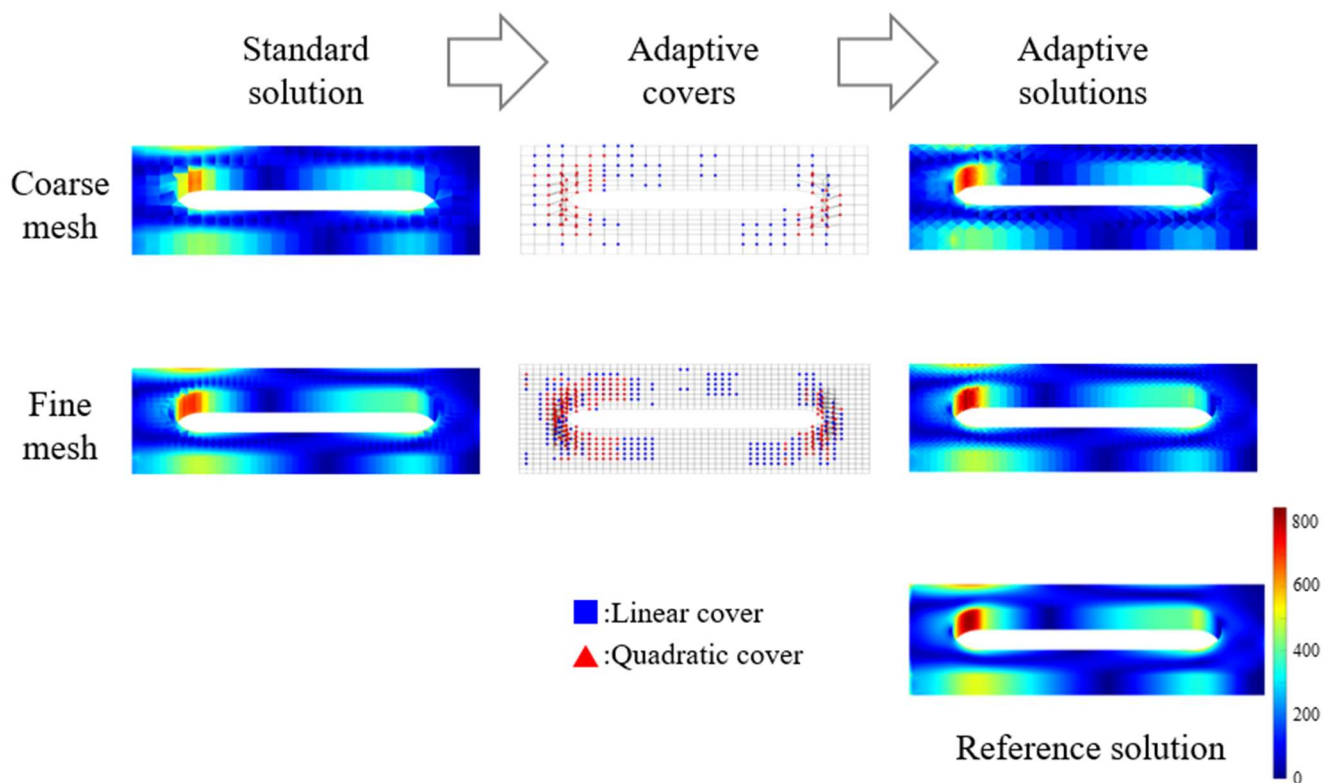 Standard
solution
Adaptive
covers
Adaptive
solutions
Coarse
mesh
Fine
mesh
800
600
400
200
0
:Linear cover
:Quadratic cover
Reference solution